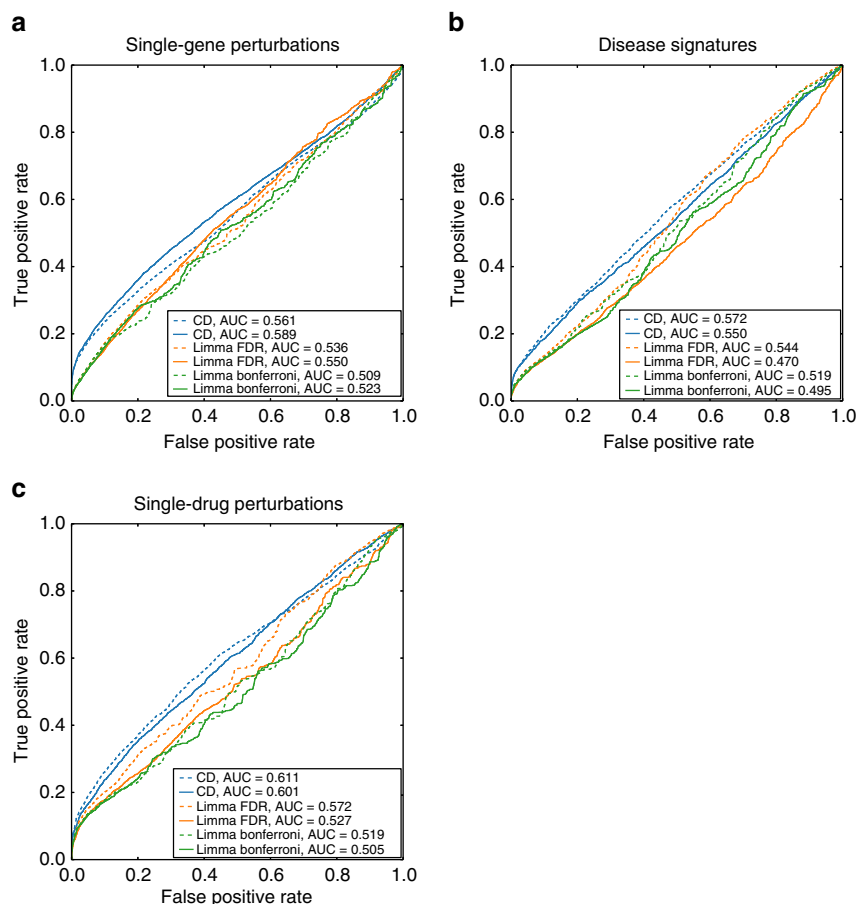 a
Single-gene perturbations
1.0
0.8
0.6
0.4
0.2
0.0
True positive rate
CD, AUC = 0.561
CD, AUC = 0.589
Limma FDR, AUC = 0.536
Limma FDR, AUC = 0.550
Limma bonferroni, AUC = 0.509
Limma bonferroni, AUC = 0.523
0.0 0.2 0.4 0.6 0.8 1.0
False positive rate
b
Disease signatures
1.0
0.8
0.6
0.4
0.2
0.0
True positive rate
CD, AUC = 0.572
CD, AUC = 0.550
Limma FDR, AUC = 0.544
Limma FDR, AUC = 0.470
Limma bonferroni, AUC = 0.519
Limma bonferroni, AUC = 0.495
0.0 0.2 0.4 0.6 0.8 1.0
False positive rate
c
Single-drug perturbations
1.0
0.8
0.6
0.4
0.2
0.0
True positive rate
CD, AUC = 0.611
CD, AUC = 0.601
Limma FDR, AUC = 0.572
Limma FDR, AUC = 0.527
Limma bonferroni, AUC = 0.519
Limma bonferroni, AUC = 0.505
0.0 0.2 0.4 0.6 0.8 1.0
False positive rate